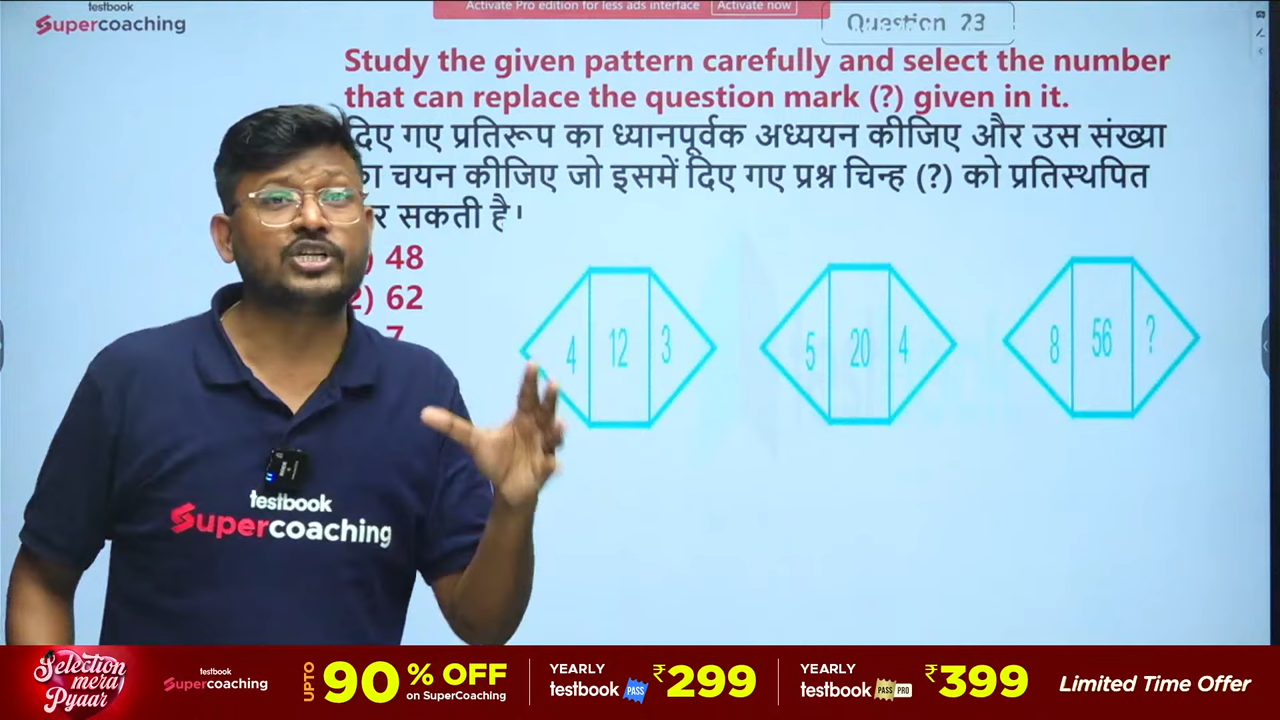 testbook
Supercoaching
Activate Pro edition for less ads interface
Activate now
Question 23
Study the given pattern carefully and select the number
that can replace the question mark (?) given in it.
दिए गए प्रतिरूप का ध्यानपूर्वक अध्ययन कीजिए और उस संख्या
चयन कीजिए जो इसमें दिए गए प्रश्न चिन्ह (?) को प्रतिस्थपित
सकती है।
48
2) 62
7
4 12 3
5 20 4
8 56 ?
testbook
Supercoaching
Selection
mera
Pyaar
testbook
Supercoaching
UPTO 90% OFF
on SuperCoaching
YEARLY
testbook PASS
₹299
YEARLY
testbook PASS PRO
₹399
Limited Time Offer